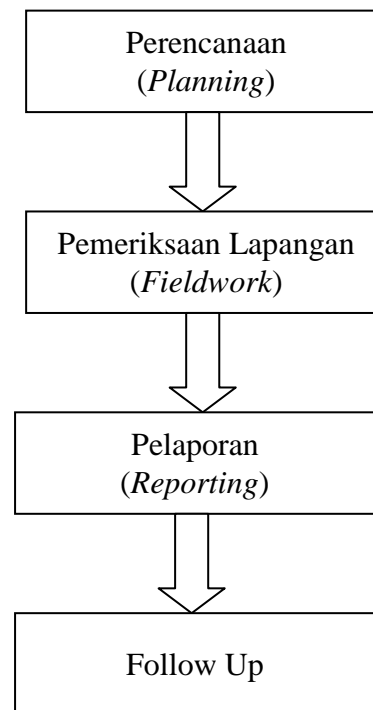 Perencanaan
(Planning)
Pemeriksaan Lapangan
(Fieldwork)
Pelaporan
(Reporting)
Follow Up